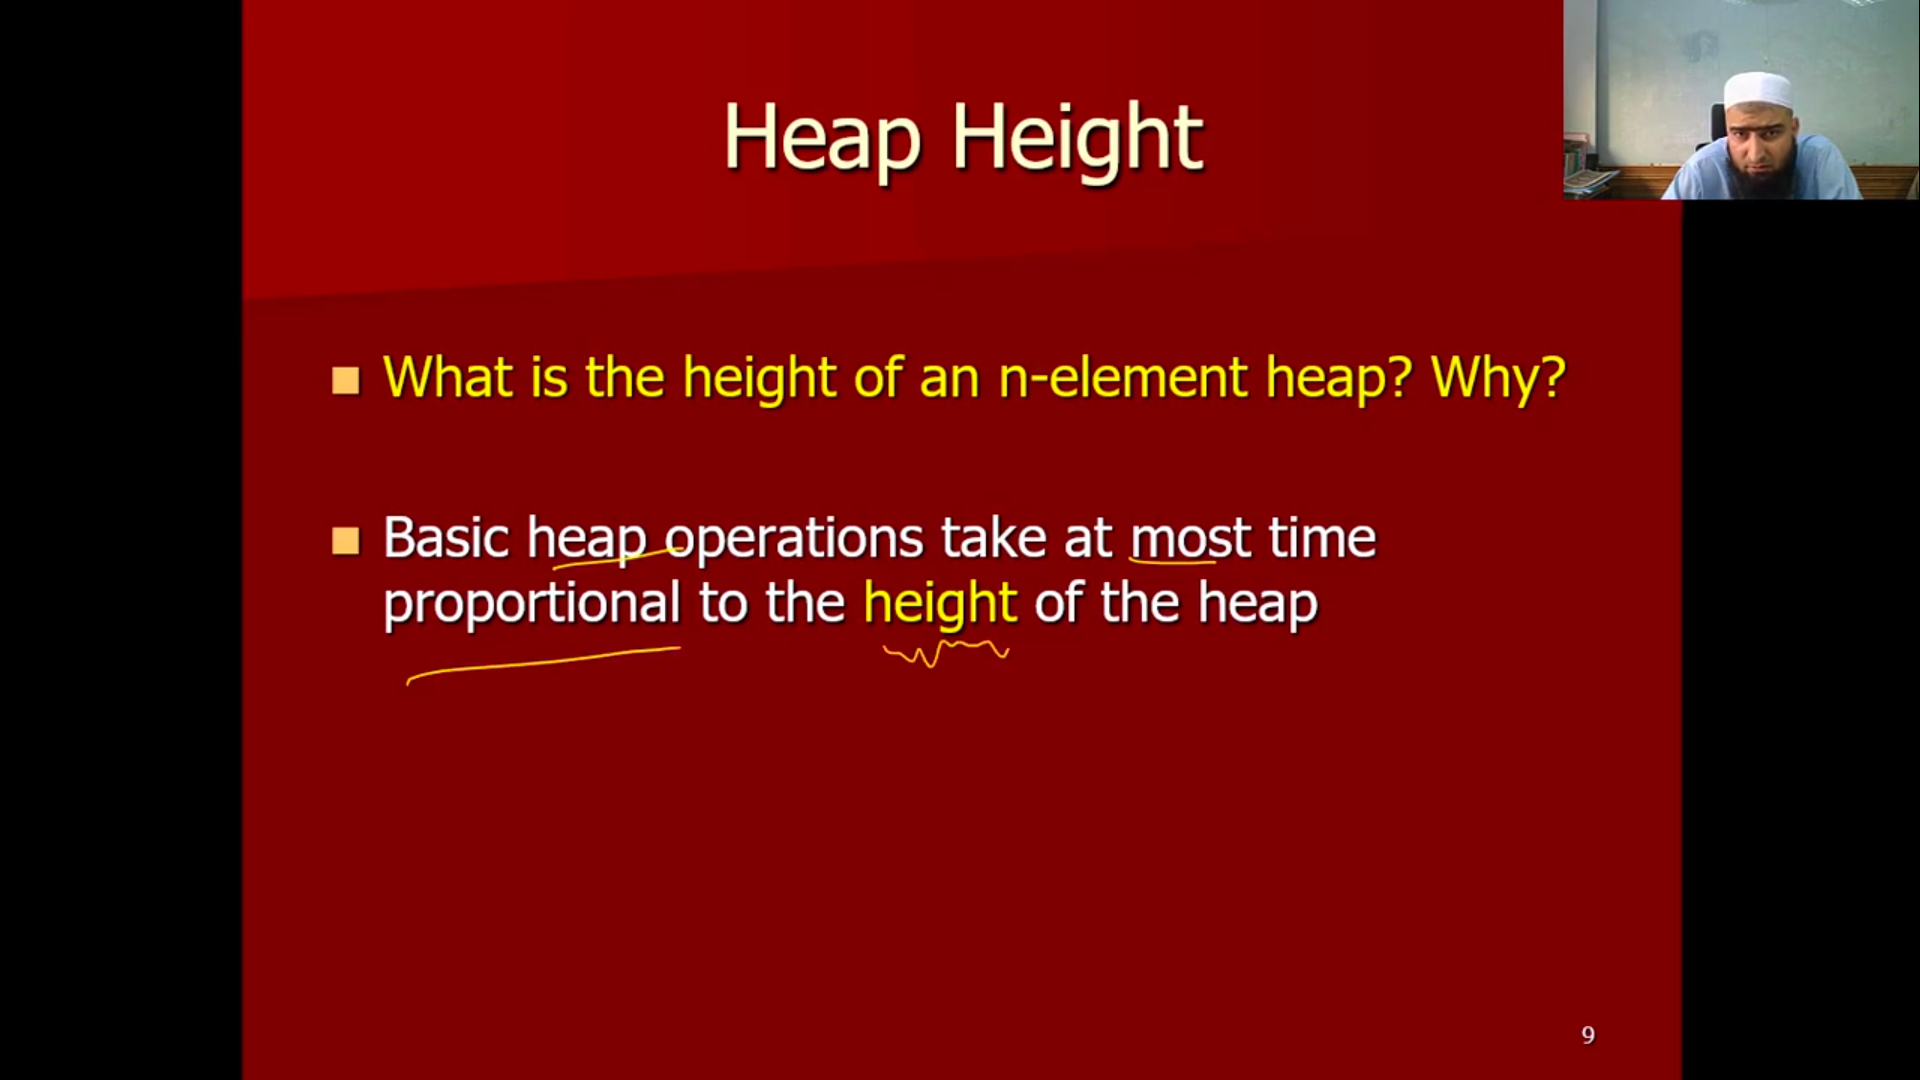 Heap Height
What is the height of an n-element heap? Why?
Basic heap operations take at most time
proportional to the height of the heap
9